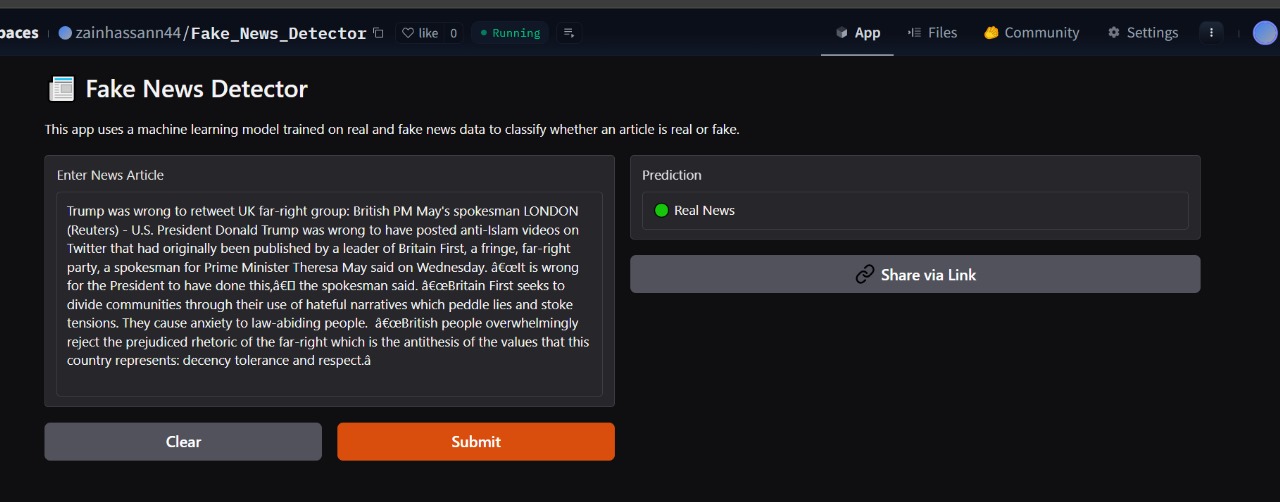 paces zainhassann44/Fake_News_Detector like 0 Running App Files Community Settings
Fake News Detector
This app uses a machine learning model trained on real and fake news data to classify whether an article is real or fake.
Enter News Article
Trump was wrong to retweet UK far-right group: British PM May's spokesman LONDON
(Reuters) - U.S. President Donald Trump was wrong to have posted anti-Islam videos on
Twitter that had originally been published by a leader of Britain First, a fringe, far-right
party, a spokesman for Prime Minister Theresa May said on Wednesday. â€œIt is wrong
for the President to have done this,â€ the spokesman said. â€œBritain First seeks to
divide communities through their use of hateful narratives which peddle lies and stoke
tensions. They cause anxiety to law-abiding people.  â€œBritish people overwhelmingly
reject the prejudiced rhetoric of the far-right which is the antithesis of the values that this
country represents: decency tolerance and respect.â
Clear
Submit
Prediction
Real News
Share via Link